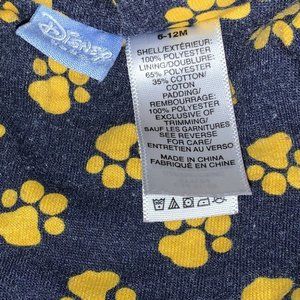 Disney
6-12M
SHELL/EXTÉRIEUR:
100% POLYESTER
LINING/DOUBLURE:
65% POLYESTER
35% COTTON/
COTON
PADDING/
REMBOURRAGE:
100% POLYESTER
EXCLUSIVE OF
TRIMMING/
SAUF LES GARNITURES
SEE REVERSE
FOR CARE/
ENTRETIEN AU VERSO
MADE IN CHINA
FABRIQUÉ EN CHINE